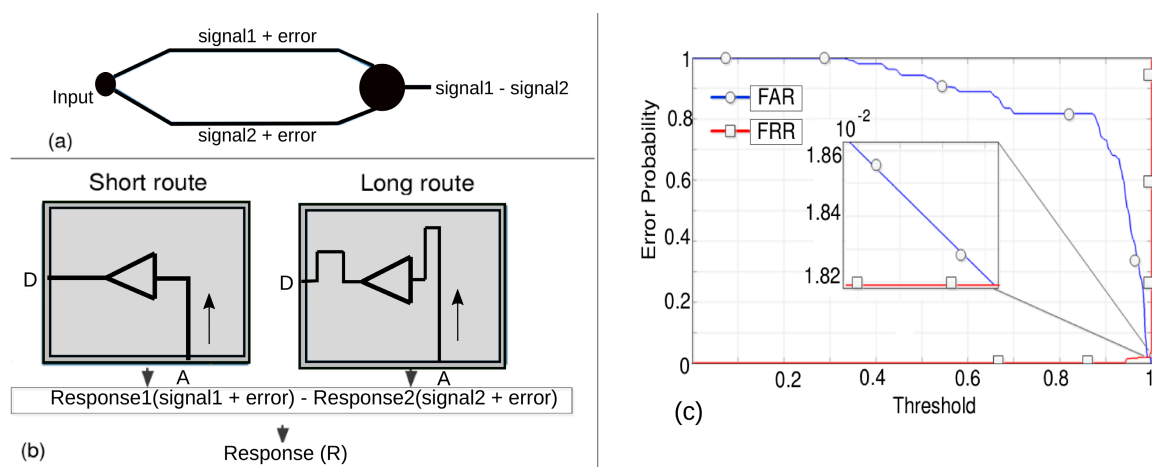 signal1 + error
Input
signal1 - signal2
signal2 + error
(a)
Short route
Long route
D
D
A
A
Response1(signal1 + error) - Response2(signal2 + error)
(b)
Response (R)
1
0.8
0.6
0.4
0.2
0
Error Probability
FAR
FRR
10-2
1.86
1.84
1.82
0.2
0.4
0.6
0.8
1
Threshold
(c)